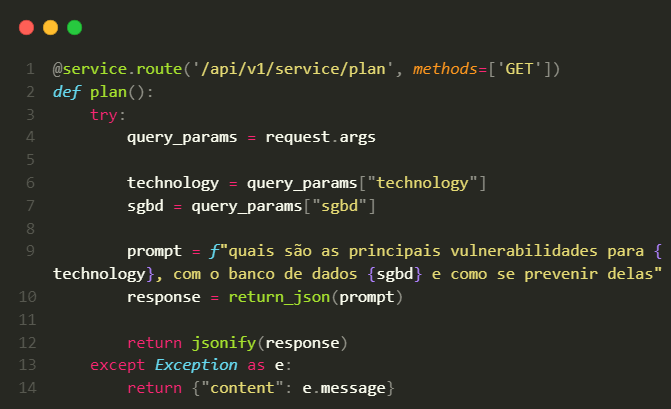 1 @service.route('/api/v1/service/plan', methods=['GET'])
2 def plan():
3     try:
4         query_params = request.args
5
6         technology = query_params["technology"]
7         sgbd = query_params["sgbd"]
8
9         prompt = f"quais são as principais vulnerabilidades para {
technology}, com o banco de dados {sgbd} e como se prevenir delas"
10         response = return_json(prompt)
11
12         return jsonify(response)
13     except Exception as e:
14         return {"content": e.message}